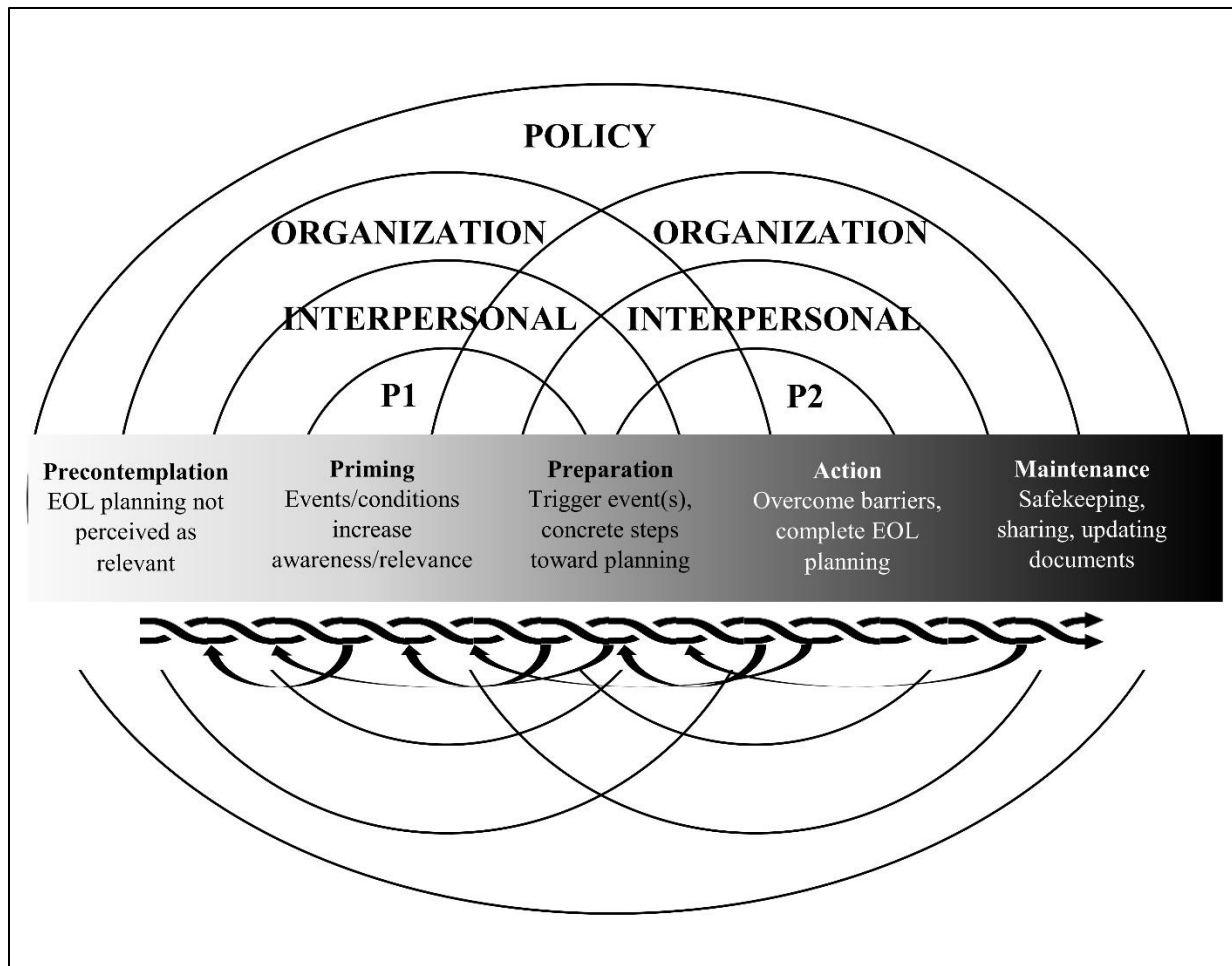 POLICY
ORGANIZATION ORGANIZATION
INTERPERSONAL INTERPERSONAL
P1 P2
Precontemplation
EOL planning not
perceived as
relevant
Priming
Events/conditions
increase
awareness/relevance
Preparation
Trigger event(s),
concrete steps
toward planning
Action
Overcome barriers,
complete EOL
planning
Maintenance
Safekeeping,
sharing, updating
documents